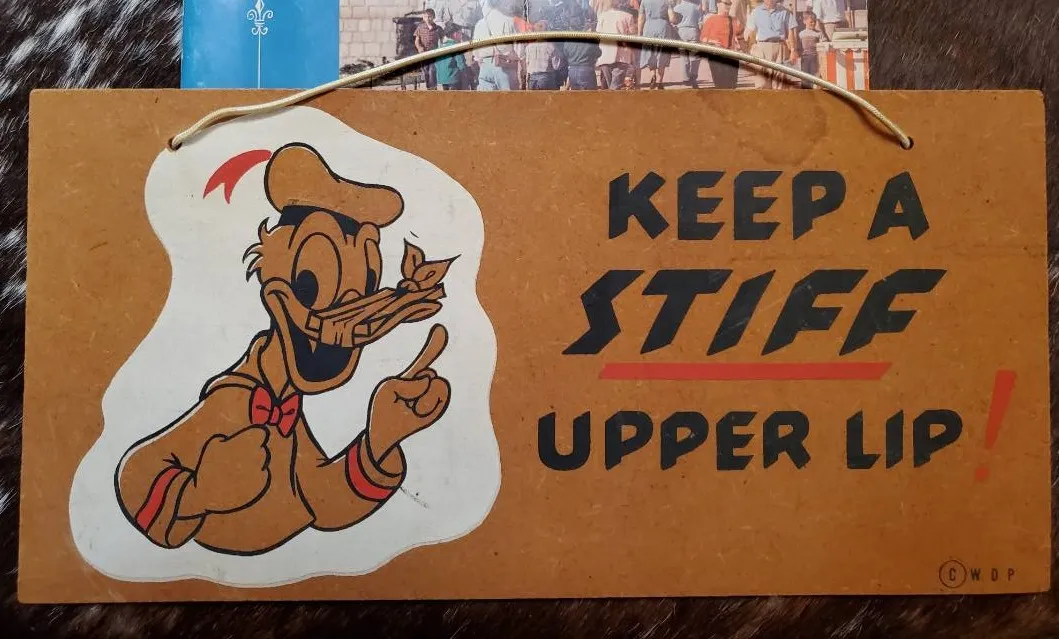 KEEP A
STIFF
UPPER LIP!
© WDP